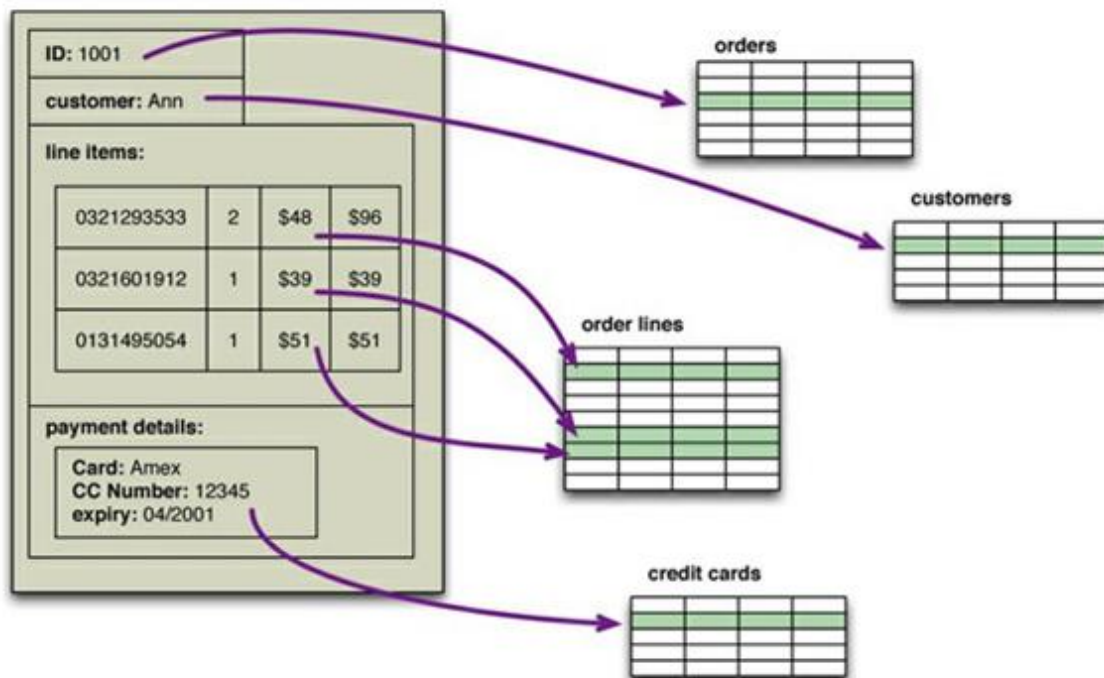 ID: 1001
customer: Ann
line items:
0321293533 2 $48 $96
0321601912 1 $39 $39
0131495054 1 $51 $51
payment details:
Card: Amex
CC Number: 12345
expiry: 04/2001
orders
customers
order lines
credit cards